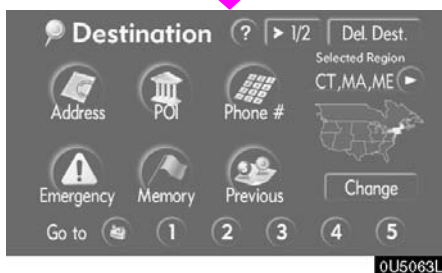 Destination ? > 1/2 Del. Dest.
Selected Region
CT,MA,ME
Address POI Phone #
Emergency Memory Previous Change
Go to 1 2 3 4 5
0U5063L